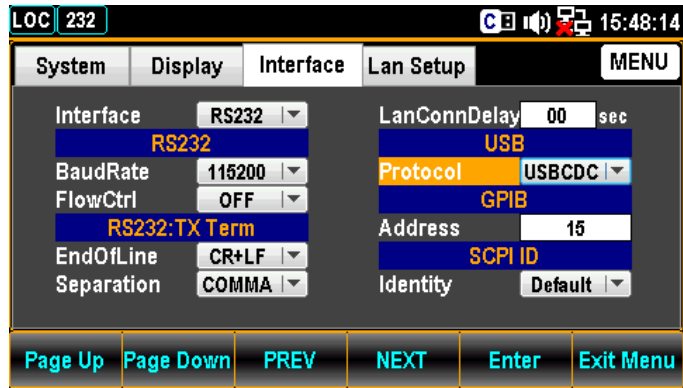 LOC 232 C 15:48:14
System Display Interface Lan Setup MENU
Interface RS232
RS232
BaudRate 115200
FlowCtrl OFF
RS232:TX Term
EndOfLine CR+LF
Separation COMMA
LanConnDelay 00 sec
USB
Protocol USBCDC
GPIB
Address 15
SCPI ID
Identity Default
Page Up Page Down PREV NEXT Enter Exit Menu